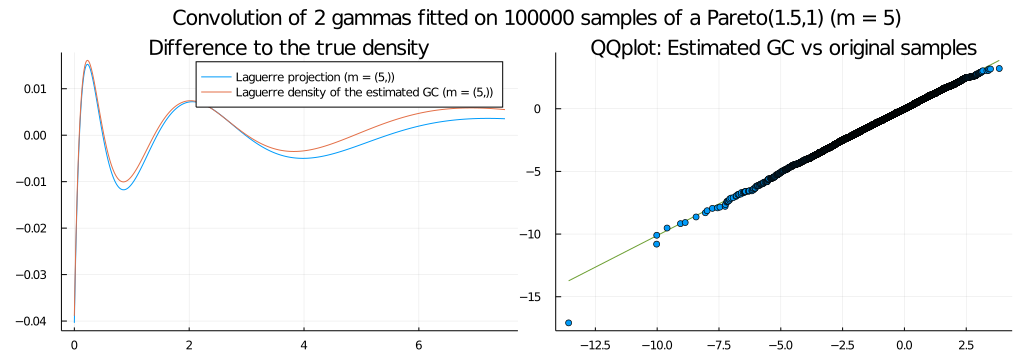 Convolution of 2 gammas fitted on 100000 samples of a Pareto(1.5,1) (m = 5)
Difference to the true density
Laguerre projection (m = (5,))
Laguerre density of the estimated GC (m = (5,))
0.01
0.00
−0.01
−0.02
−0.03
−0.04
0 2 4 6
QQplot: Estimated GC vs original samples
0
−5
−10
−15
−12.5 −10.0 −7.5 −5.0 −2.5 0.0 2.5